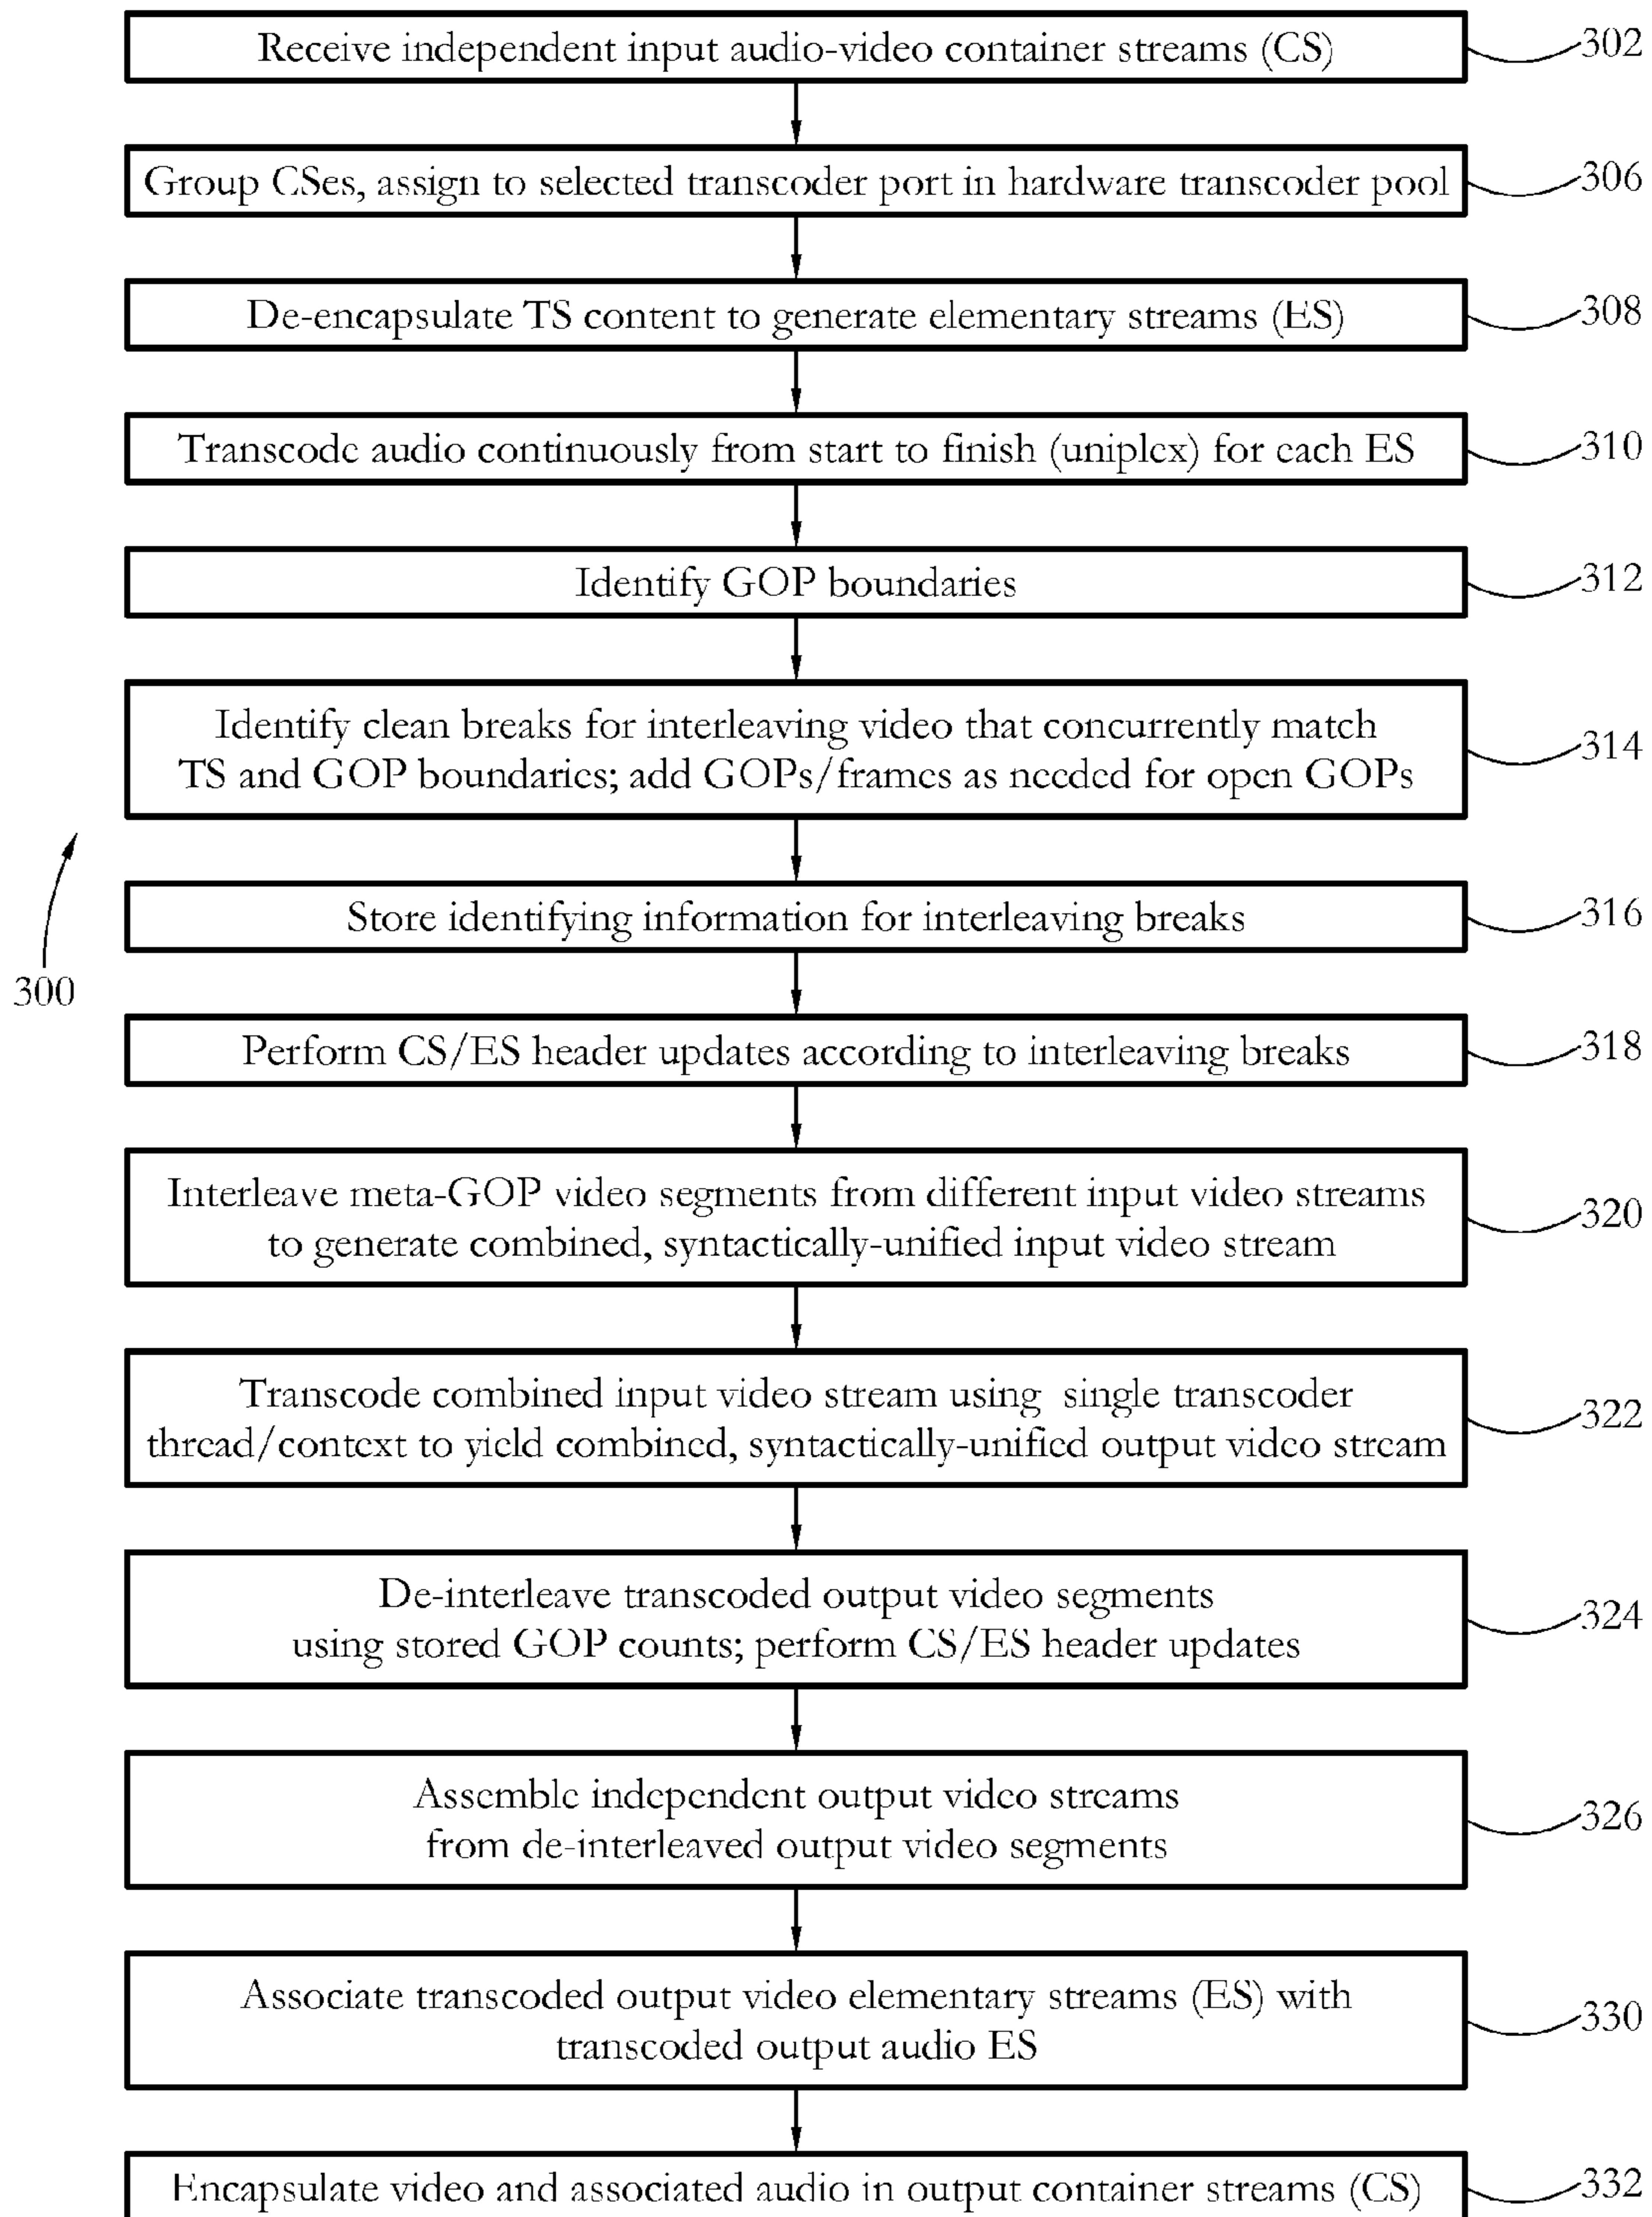 Receive independent input audio-video container streams (CS)
302
Group CSes, assign to selected transcoder port in hardware transcoder pool
306
De-encapsulate TS content to generate elementary streams (ES)
308
Transcode audio continuously from start to finish (uniplex) for each ES
310
Identify GOP boundaries
312
Identify clean breaks for interleaving video that concurrently match
TS and GOP boundaries; add GOPs/frames as needed for open GOPs
314
Store identifying information for interleaving breaks
316
300
Perform CS/ES header updates according to interleaving breaks
318
Interleave meta-GOP video segments from different input video streams
to generate combined, syntactically-unified input video stream
320
Transcode combined input video stream using single transcoder
thread/context to yield combined, syntactically-unified output video stream
322
De-interleave transcoded output video segments
using stored GOP counts; perform CS/ES header updates
324
Assemble independent output video streams
from de-interleaved output video segments
326
Associate transcoded output video elementary streams (ES) with
transcoded output audio ES
330
Encapsulate video and associated audio in output container streams (CS)
332